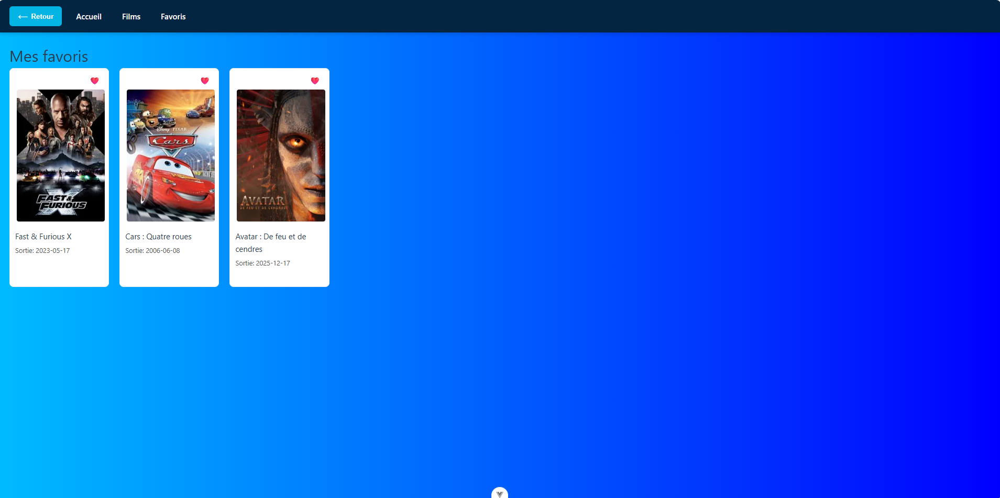 ← Retour
Accueil
Films
Favoris
Mes favoris
FAST &
FURIOUS
X
Disney · PIXAR
Cars
AVATAR
DE FEU ET DE CENDRES
Fast & Furious X
Sortie: 2023-05-17
Cars : Quatre roues
Sortie: 2006-06-08
Avatar : De feu et de
cendres
Sortie: 2025-12-17